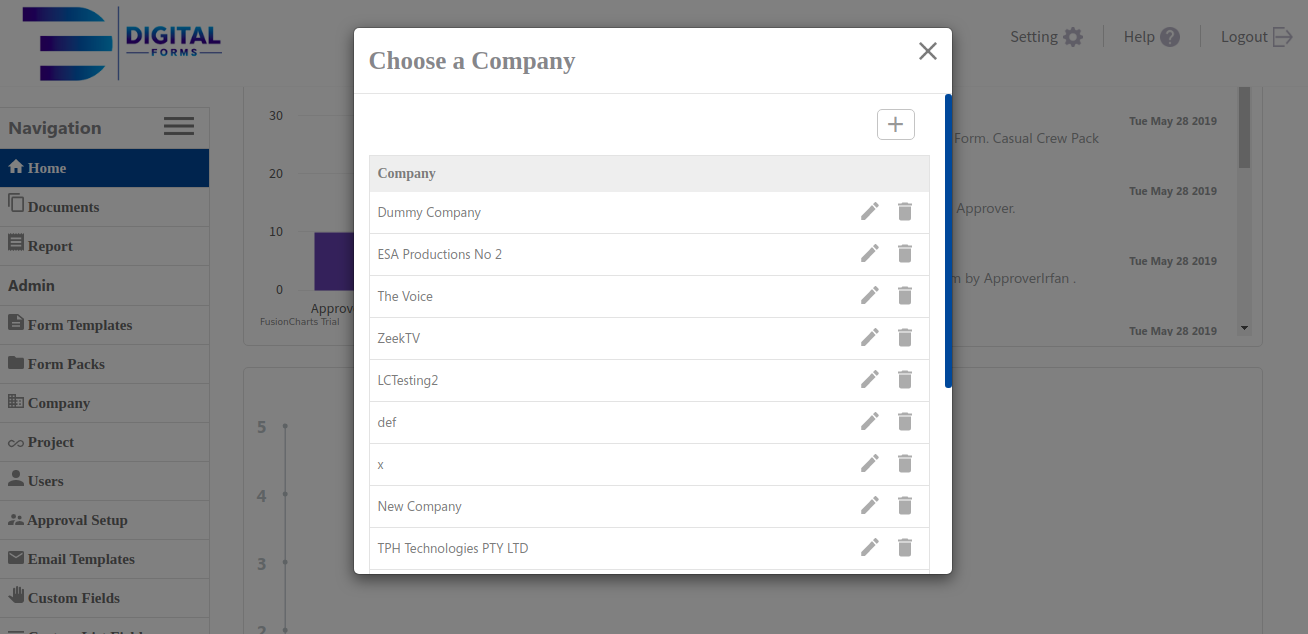 DIGITAL
FORMS
Setting
Help
Logout
Navigation
Home
Documents
Report
Admin
Form Templates
Form Packs
Company
Project
Users
Approval Setup
Email Templates
Custom Fields
30
20
10
0
Approv
FusionCharts Trial
5
4
3
2
Choose a Company
Company
Dummy Company
ESA Productions No 2
The Voice
ZeekTV
LCTesting2
def
x
New Company
TPH Technologies PTY LTD
Tue May 28 2019
Form. Casual Crew Pack
Tue May 28 2019
Approver.
Tue May 28 2019
m by ApproverIrfan .
Tue May 28 2019